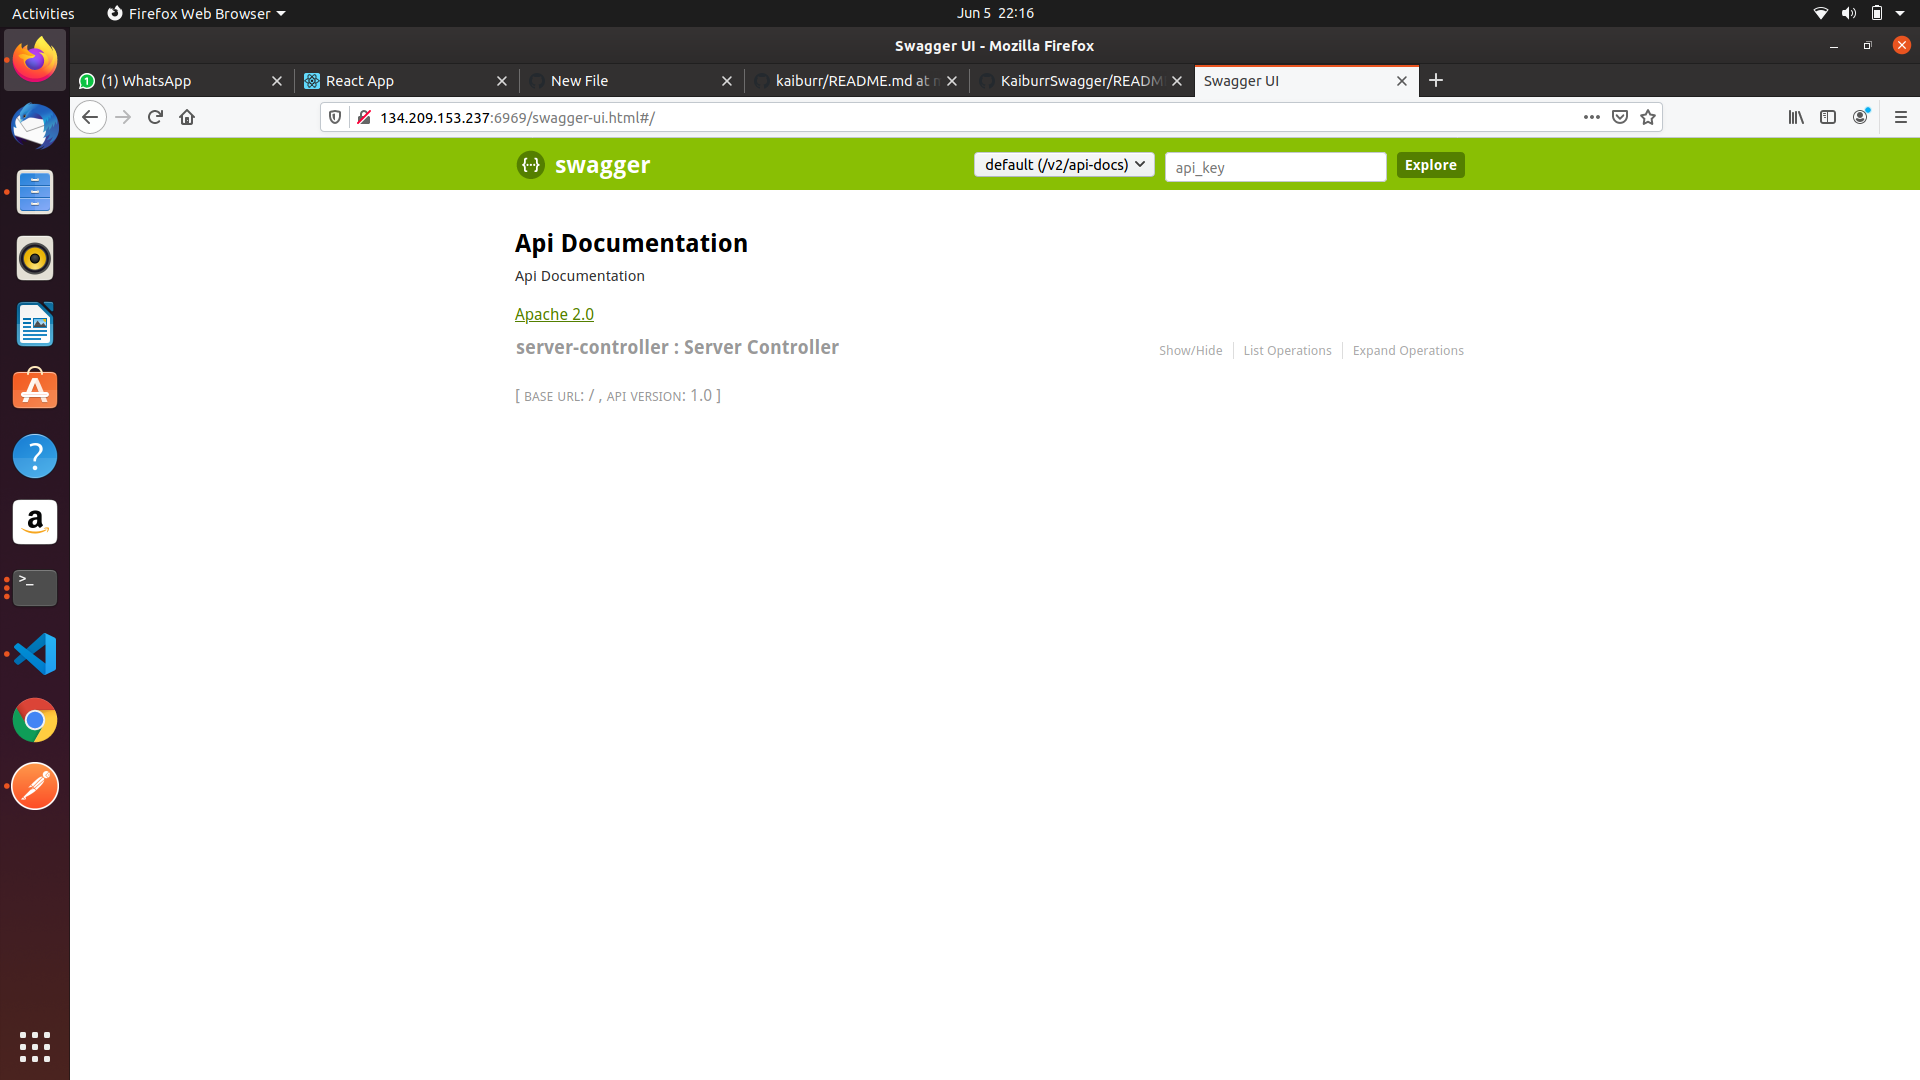 Activities
Firefox Web Browser
Jun 5 22:16
Swagger UI - Mozilla Firefox
(1) WhatsApp
React App
New File
kaiburr/README.md at
KaiburrSwagger/READM
Swagger UI
134.209.153.237:6969/swagger-ui.html#/
swagger
default (/v2/api-docs)
api_key
Explore
Api Documentation
Api Documentation
Apache 2.0
server-controller : Server Controller
Show/Hide
List Operations
Expand Operations
[ BASE URL: / , API VERSION: 1.0 ]